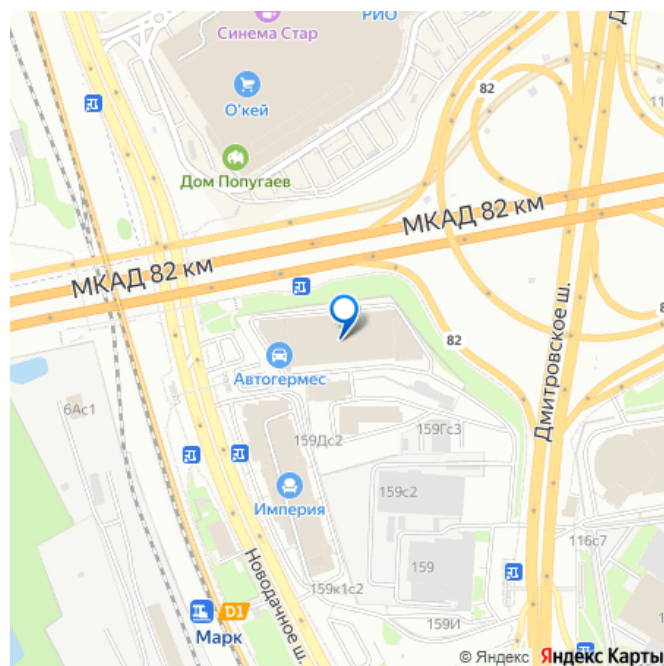 Синема Стар
РИО
О'кей
82
Дом Попугаев
МКАД 82 км
МКАД 82 км
82
Автогермес
Дмитровское ш.
6Ас1
159Дс2
159Гс3
159с2
Империя
116с7
159
159к1с2
Новодачное ш.
D1
Марк
159И
© Яндекс Яндекс Карты